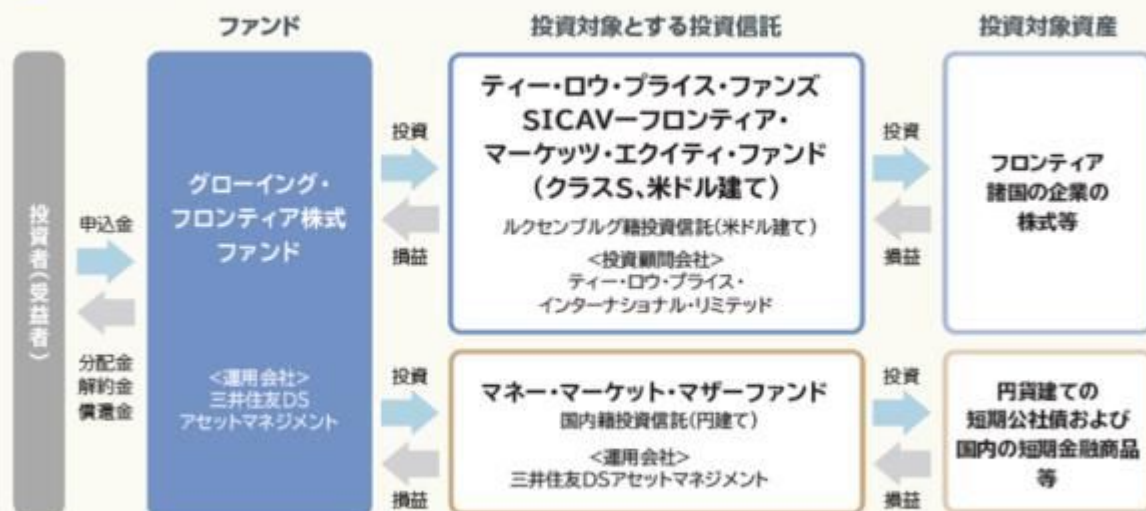 ファンド
投資対象とする投資信託
投資対象資産
投資者(受益者)
申込金
分配金
解約金
償還金
グローイング・
フロンティア株式
ファンド
<運用会社>
三井住友DS
アセットマネジメント
投資
損益
ティー・ロウ・プライス・ファンズ
SICAVーフロンティア・
マーケッツ・エクイティ・ファンド
(クラスS、米ドル建て)
ルクセンブルグ籍投資信託(米ドル建て)
<投資顧問会社>
ティー・ロウ・プライス・
インターナショナル・リミテッド
投資
損益
フロンティア
諸国の企業の
株式等
投資
損益
マネー・マーケット・マザーファンド
国内籍投資信託(円建て)
<運用会社>
三井住友DSアセットマネジメント
投資
損益
円貨建ての
短期公社債および
国内の短期金融商品
等